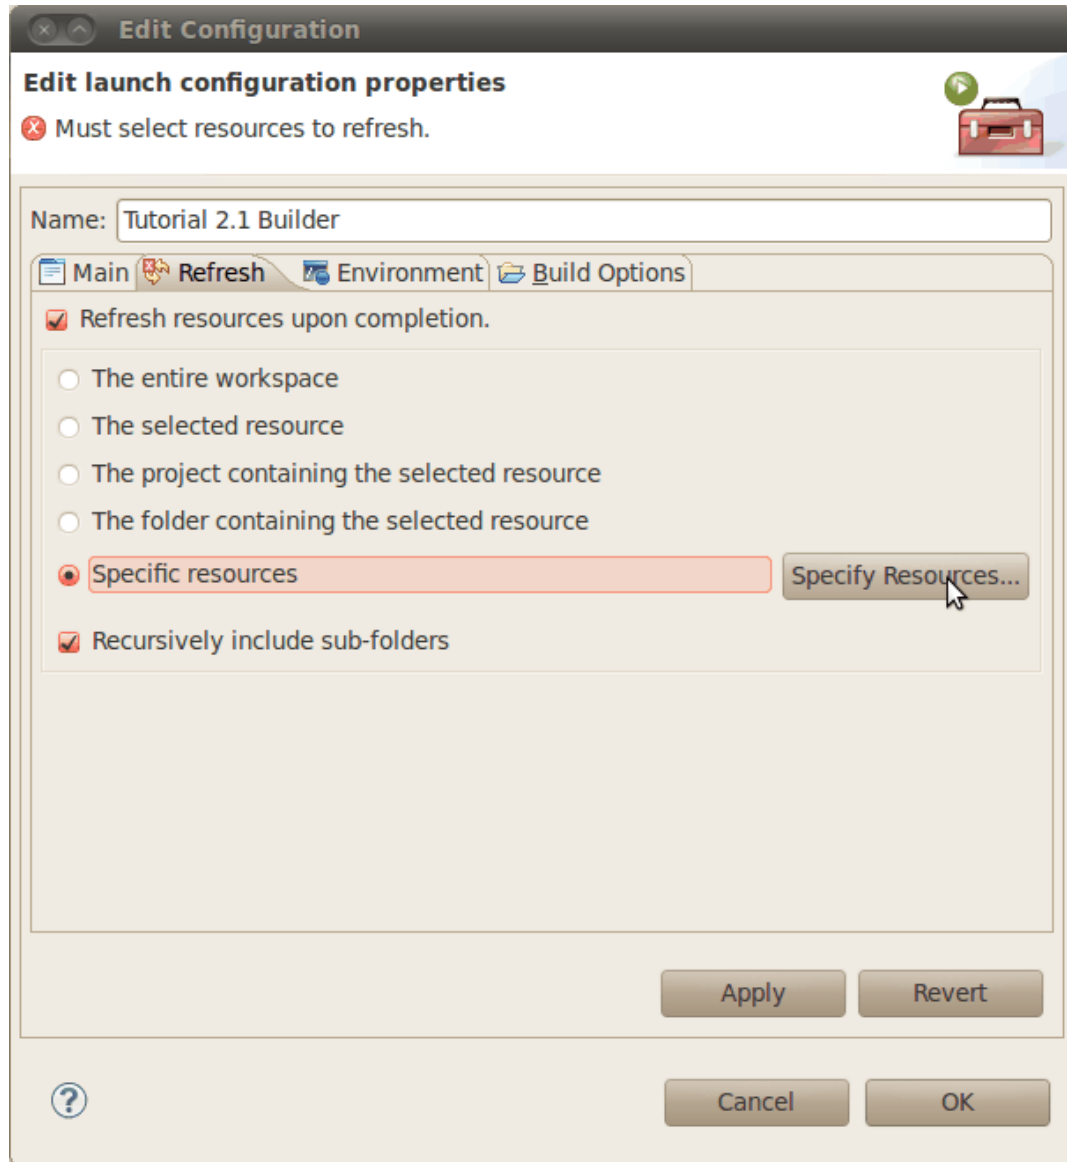 Edit Configuration
Edit launch configuration properties
Must select resources to refresh.
Name: Tutorial 2.1 Builder
Main Refresh Environment Build Options
Refresh resources upon completion.
The entire workspace
The selected resource
The project containing the selected resource
The folder containing the selected resource
Specific resources Specify Resources...
Recursively include sub-folders
Apply Revert
? Cancel OK